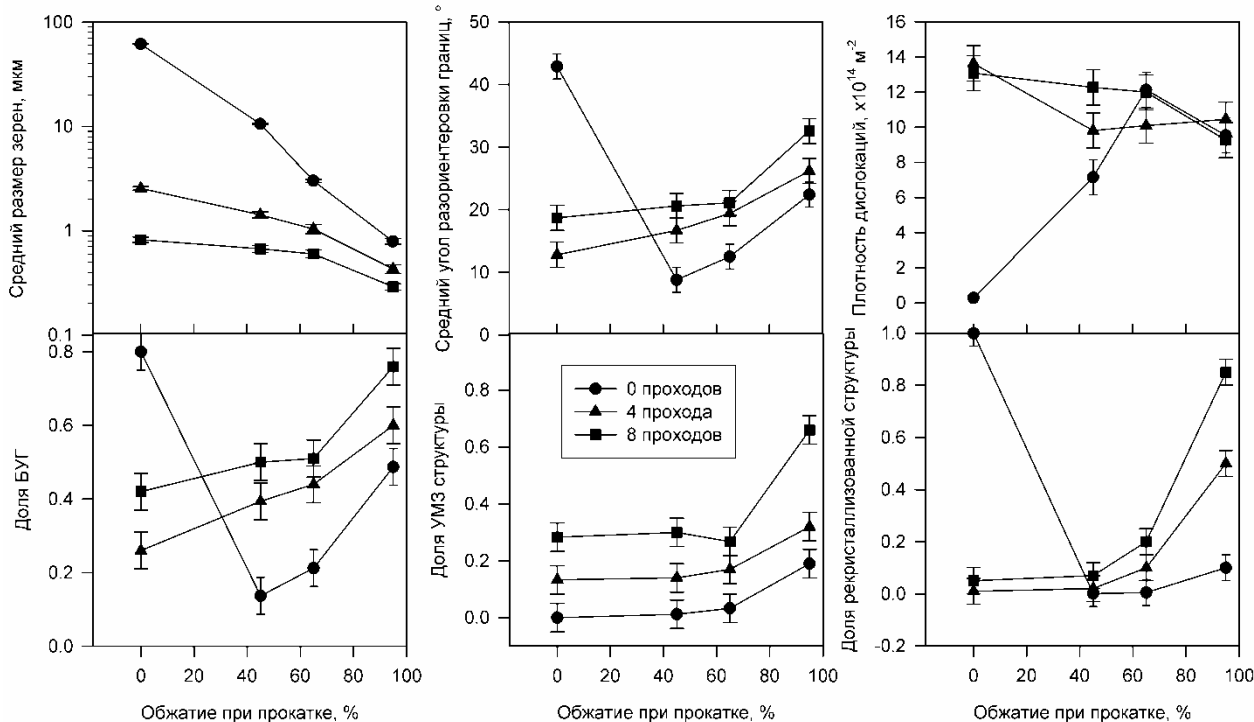 Средний размер зерен, мкм
100
10
1
0.1
Средний угол разориентеровки границ, °
50
40
30
20
10
0
Плотность дислокаций, x10¹⁴ м⁻²
16
14
12
10
8
6
4
2
0
Доля БУГ
0.8
0.6
0.4
0.2
0.0
0 20 40 60 80 100
Обжатие при прокатке, %
Доля УМЗ структуры
0.8
0.6
0.4
0.2
0.0
0 проходов
4 прохода
8 проходов
0 20 40 60 80 100
Обжатие при прокатке, %
Доля рекристаллизованной структуры
1.0
0.8
0.6
0.4
0.2
0.0
-0.2
0 20 40 60 80 100
Обжатие при прокатке, %